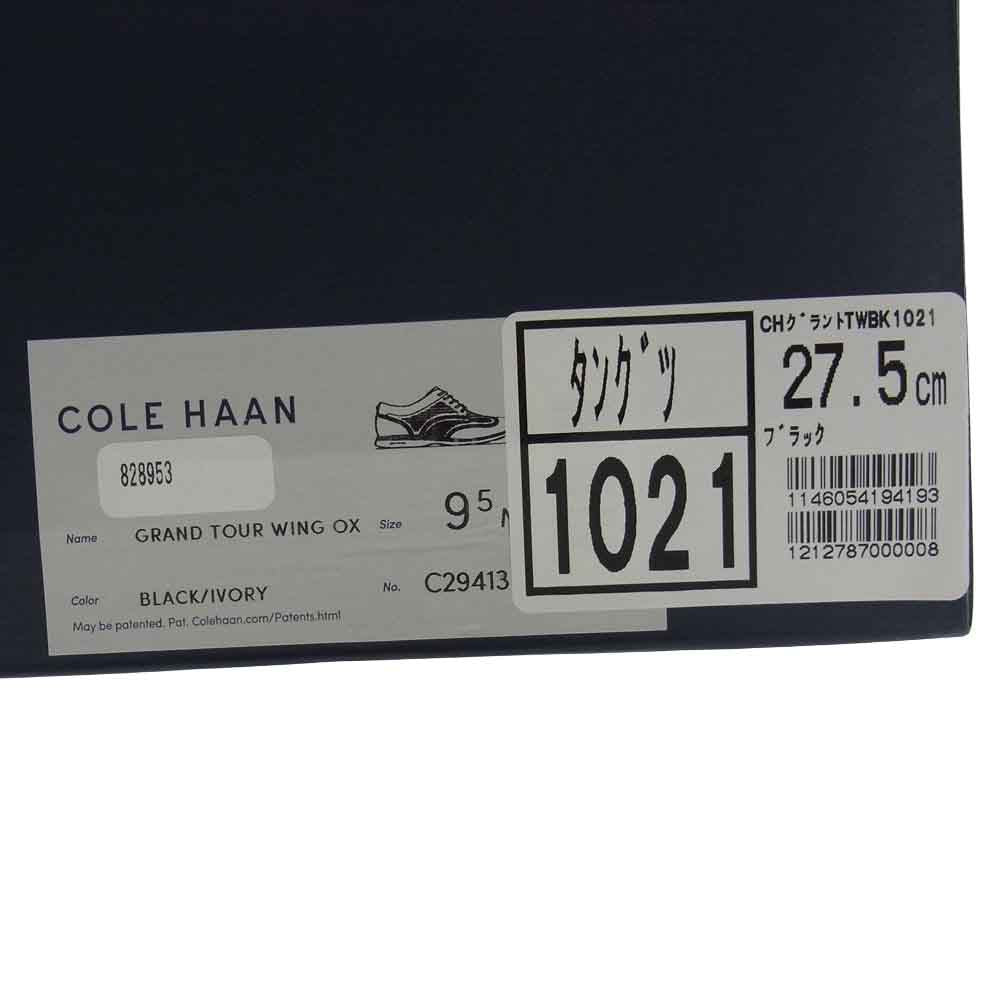 COLE HAAN
828953
Name GRAND TOUR WING OX Size 9 5
Color BLACK/IVORY No. C29413
May be patented. Pat. Colehaan.com/Patents.html
ﾀﾝｸﾞﾂ
1021
CHｸﾞﾗﾝﾄTWBK1021
27.5cm
ﾌﾞﾗｯｸ
1146054194193
1212787000008